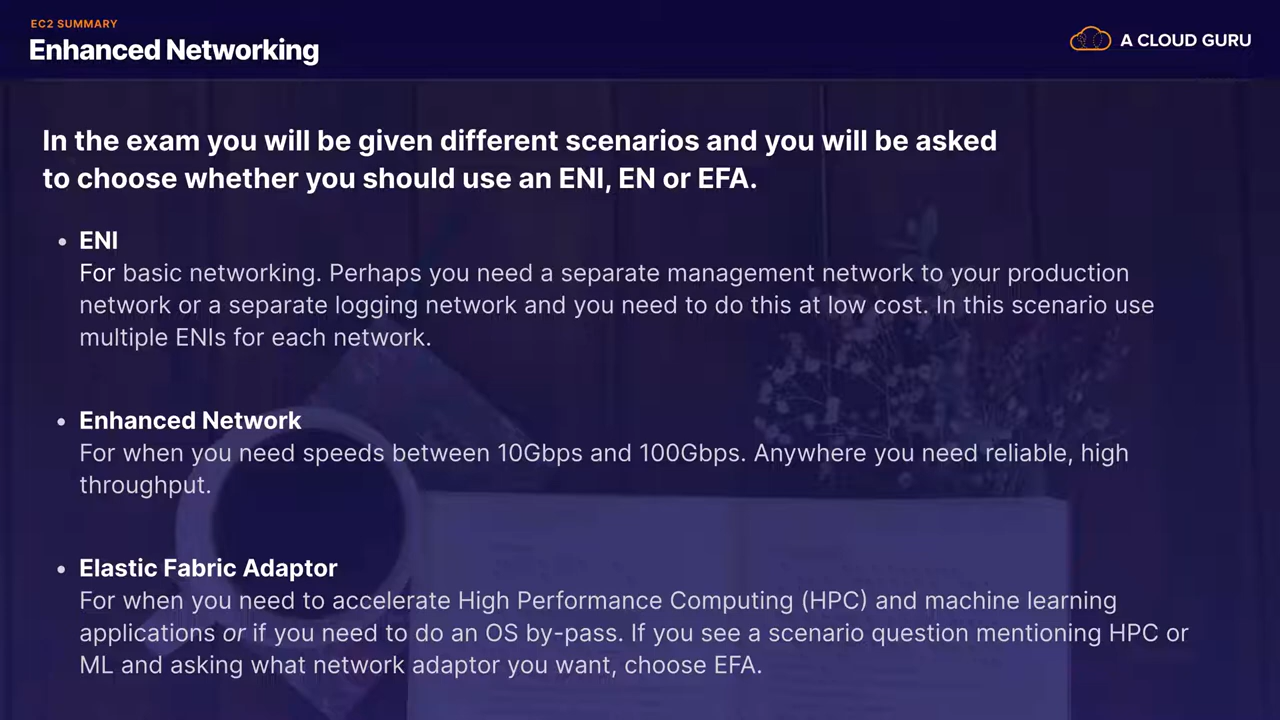 EC2 SUMMARY
Enhanced Networking
A CLOUD GURU
In the exam you will be given different scenarios and you will be asked
to choose whether you should use an ENI, EN or EFA.
• ENI
For basic networking. Perhaps you need a separate management network to your production
network or a separate logging network and you need to do this at low cost. In this scenario use
multiple ENIs for each network.
• Enhanced Network
For when you need speeds between 10Gbps and 100Gbps. Anywhere you need reliable, high
throughput.
• Elastic Fabric Adaptor
For when you need to accelerate High Performance Computing (HPC) and machine learning
applications or if you need to do an OS by-pass. If you see a scenario question mentioning HPC or
ML and asking what network adaptor you want, choose EFA.